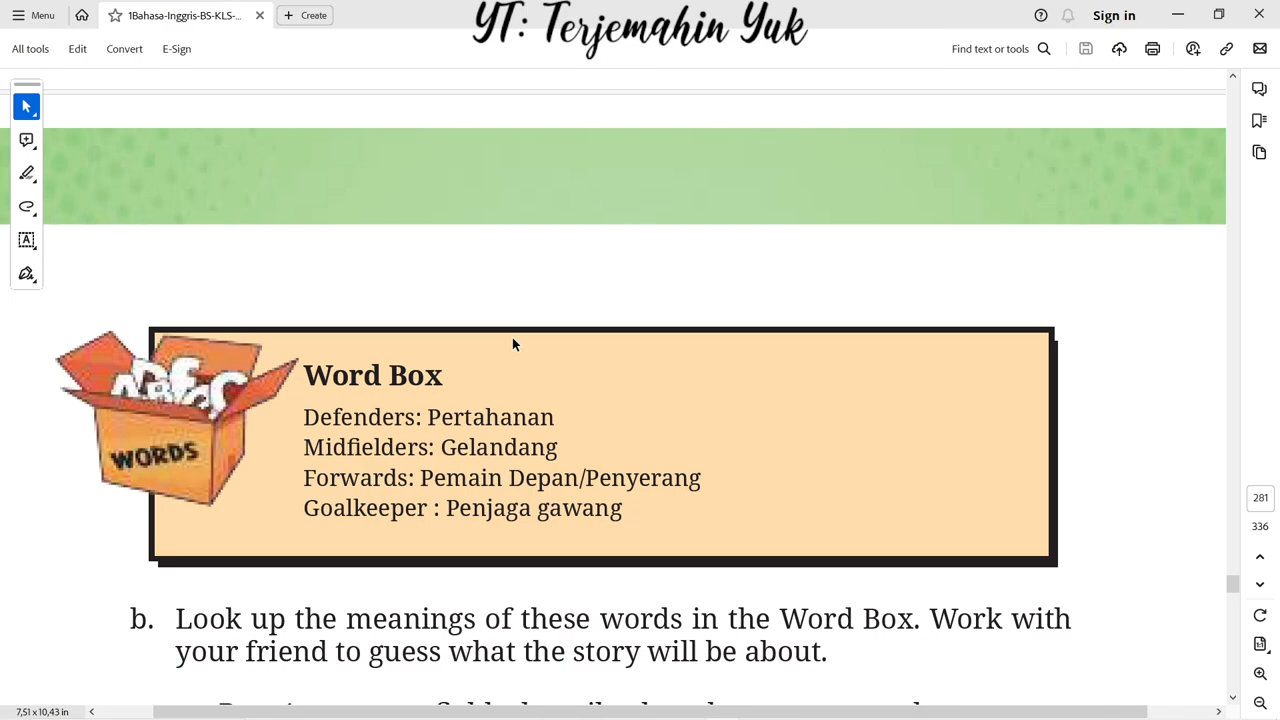 Menu
1Bahasa-Inggris-BS-KLS-...
Create
YT: Terjemahin Yuk
Sign in
All tools
Edit
Convert
E-Sign
Find text or tools
Word Box
Defenders: Pertahanan
Midfielders: Gelandang
Forwards: Pemain Depan/Penyerang
Goalkeeper : Penjaga gawang
WORDS
b. Look up the meanings of these words in the Word Box. Work with
your friend to guess what the story will be about.
281
336
7,51 x 10,43 in